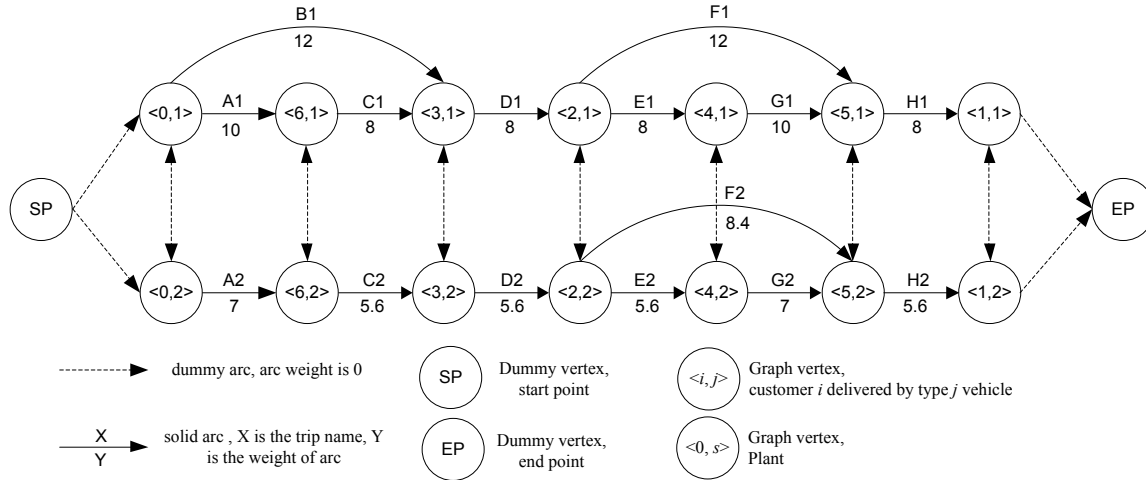 B1
12
F1
12
<0,1>
A1
10
<6,1>
C1
8
<3,1>
D1
8
<2,1>
E1
8
<4,1>
G1
10
<5,1>
H1
8
<1,1>
SP
EP
F2
8.4
<0,2>
A2
7
<6,2>
C2
5.6
<3,2>
D2
5.6
<2,2>
E2
5.6
<4,2>
G2
7
<5,2>
H2
5.6
<1,2>
dummy arc, arc weight is 0
SP
Dummy vertex,
start point
<i, j>
Graph vertex,
customer i delivered by type j vehicle
X
Y
solid arc , X is the trip name, Y
is the weight of arc
EP
Dummy vertex,
end point
<0, s>
Graph vertex,
Plant